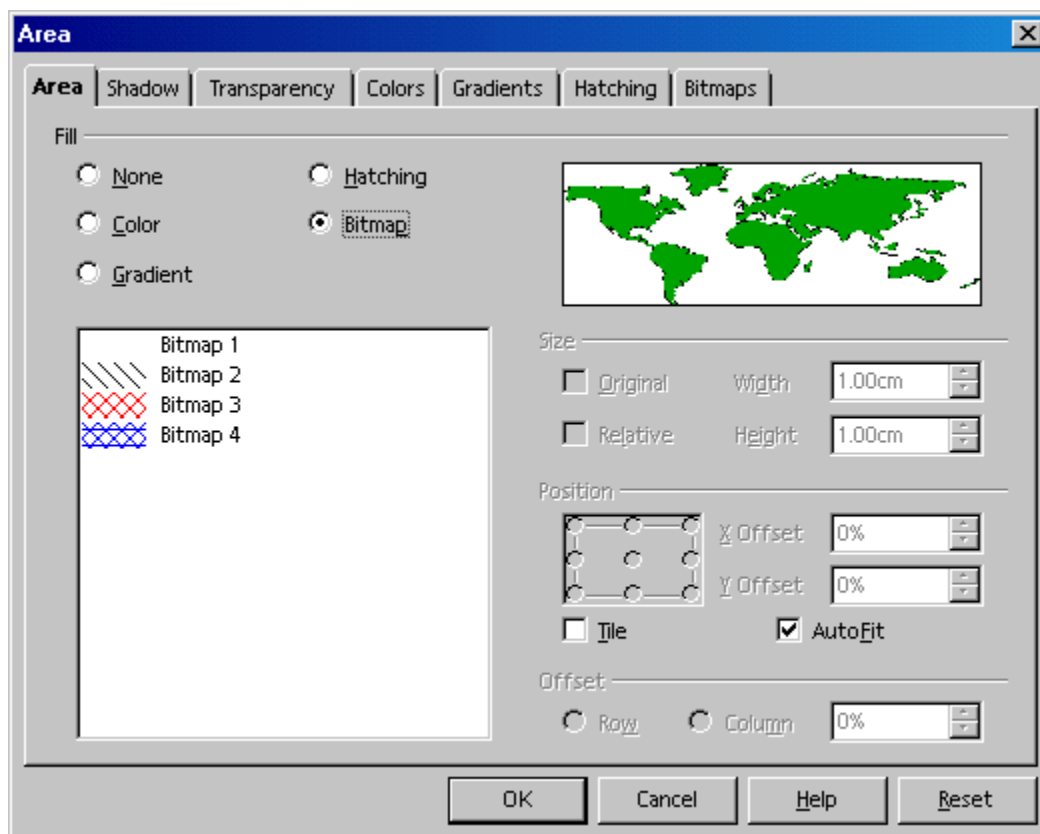 Area
Area Shadow Transparency Colors Gradients Hatching Bitmaps
Fill
None
Hatching
Color
Bitmap
Gradient
Bitmap 1
Bitmap 2
Bitmap 3
Bitmap 4
Size
Original Width 1.00cm
Relative Height 1.00cm
Position
X Offset 0%
Y Offset 0%
Tile AutoFit
Offset
Row Column 0%
OK Cancel Help Reset